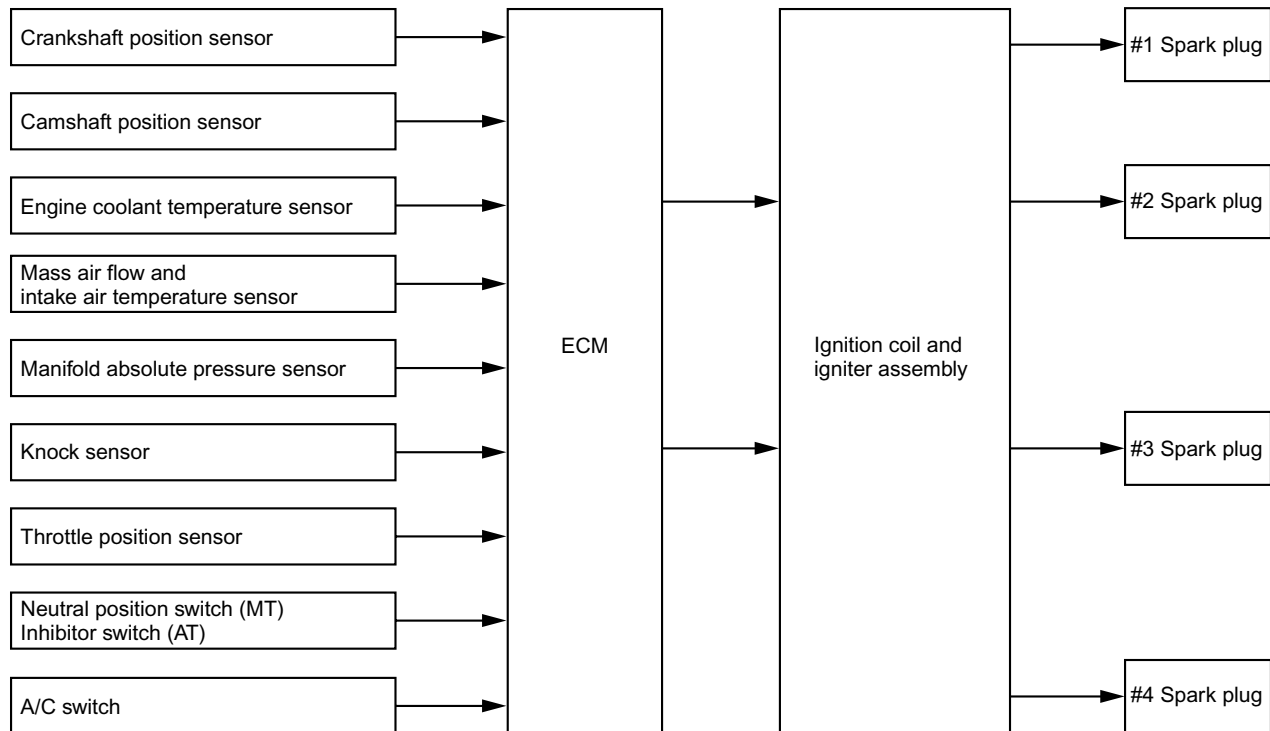 Crankshaft position sensor
Camshaft position sensor
Engine coolant temperature sensor
Mass air flow and
intake air temperature sensor
Manifold absolute pressure sensor
Knock sensor
Throttle position sensor
Neutral position switch (MT)
Inhibitor switch (AT)
A/C switch
ECM
Ignition coil and
igniter assembly
#1 Spark plug
#2 Spark plug
#3 Spark plug
#4 Spark plug